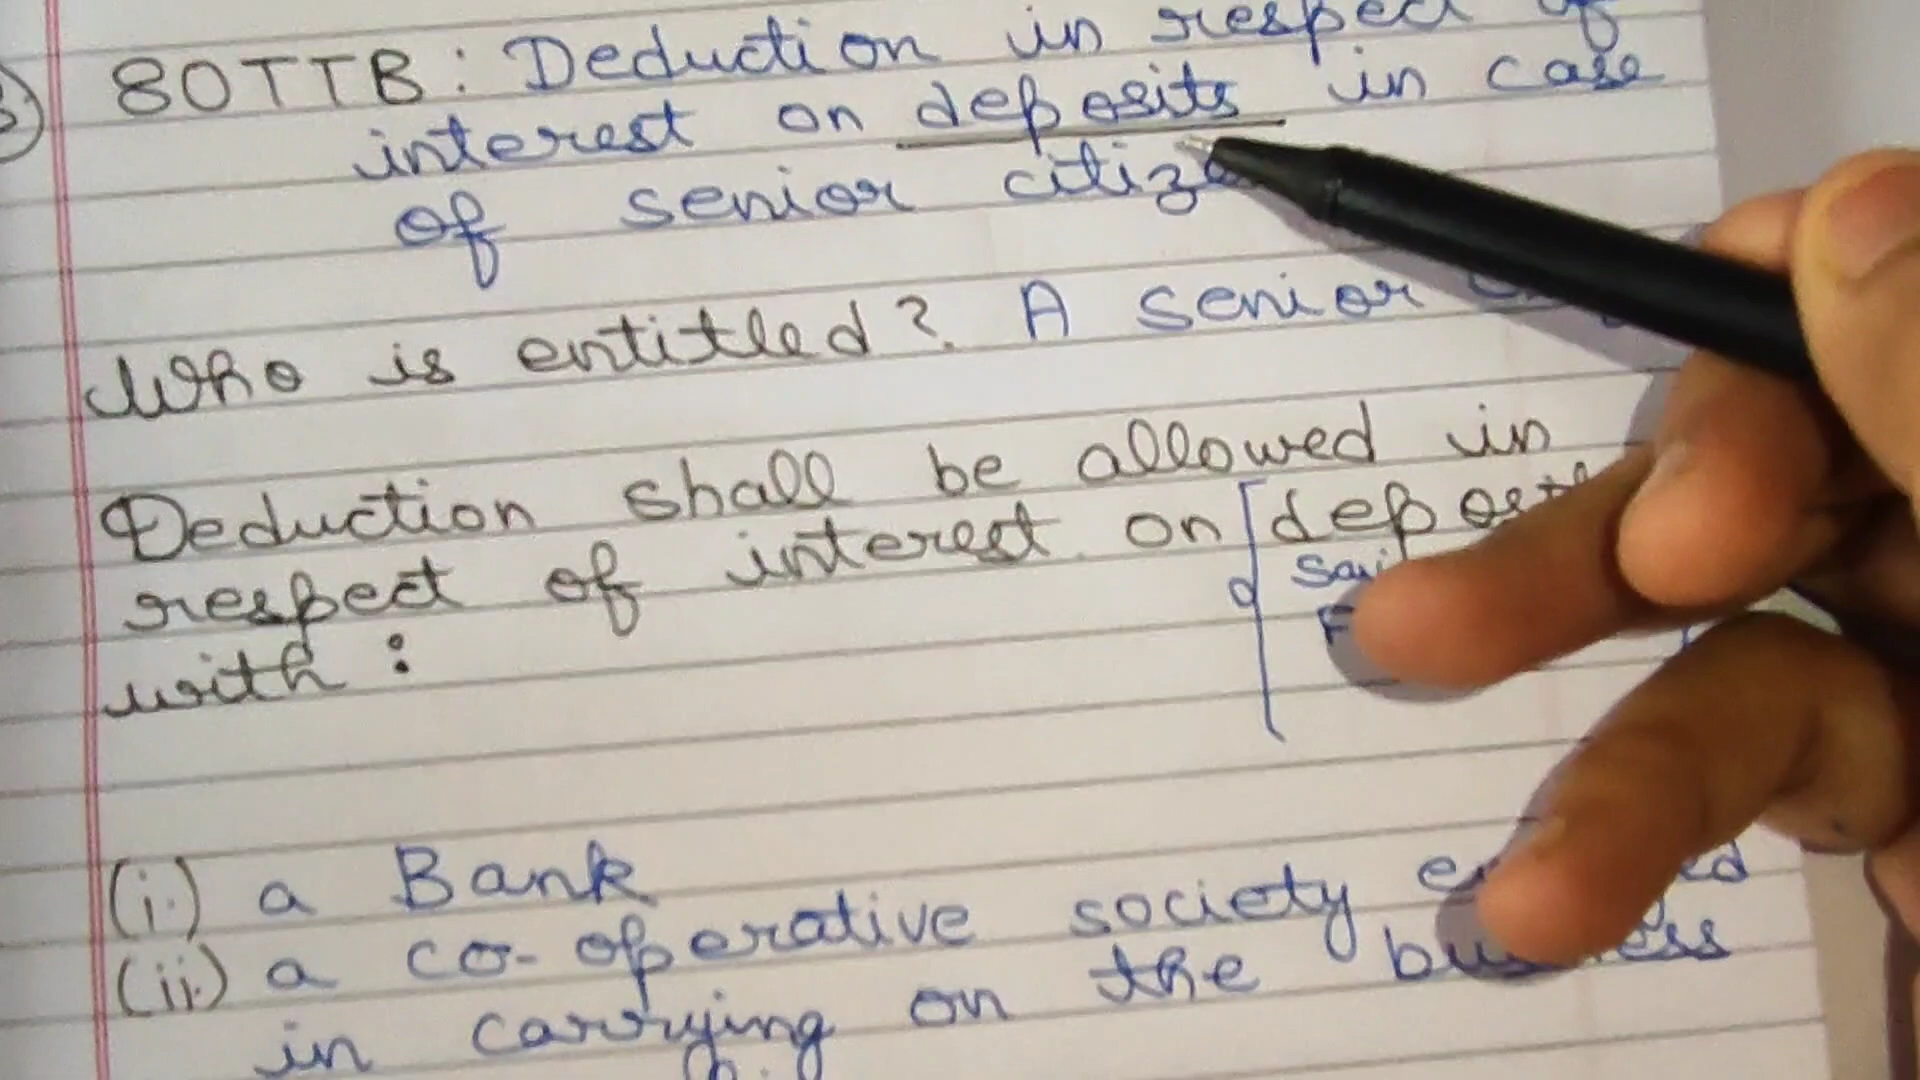 80TTB: Deduction in respect of
interest on deposits in case
of senior
Who is entitled? A senior
Deduction shall be allowed in
respect of interest on deposits
with:
(i) a Bank
(ii) a co-operative society
in carrying on the business